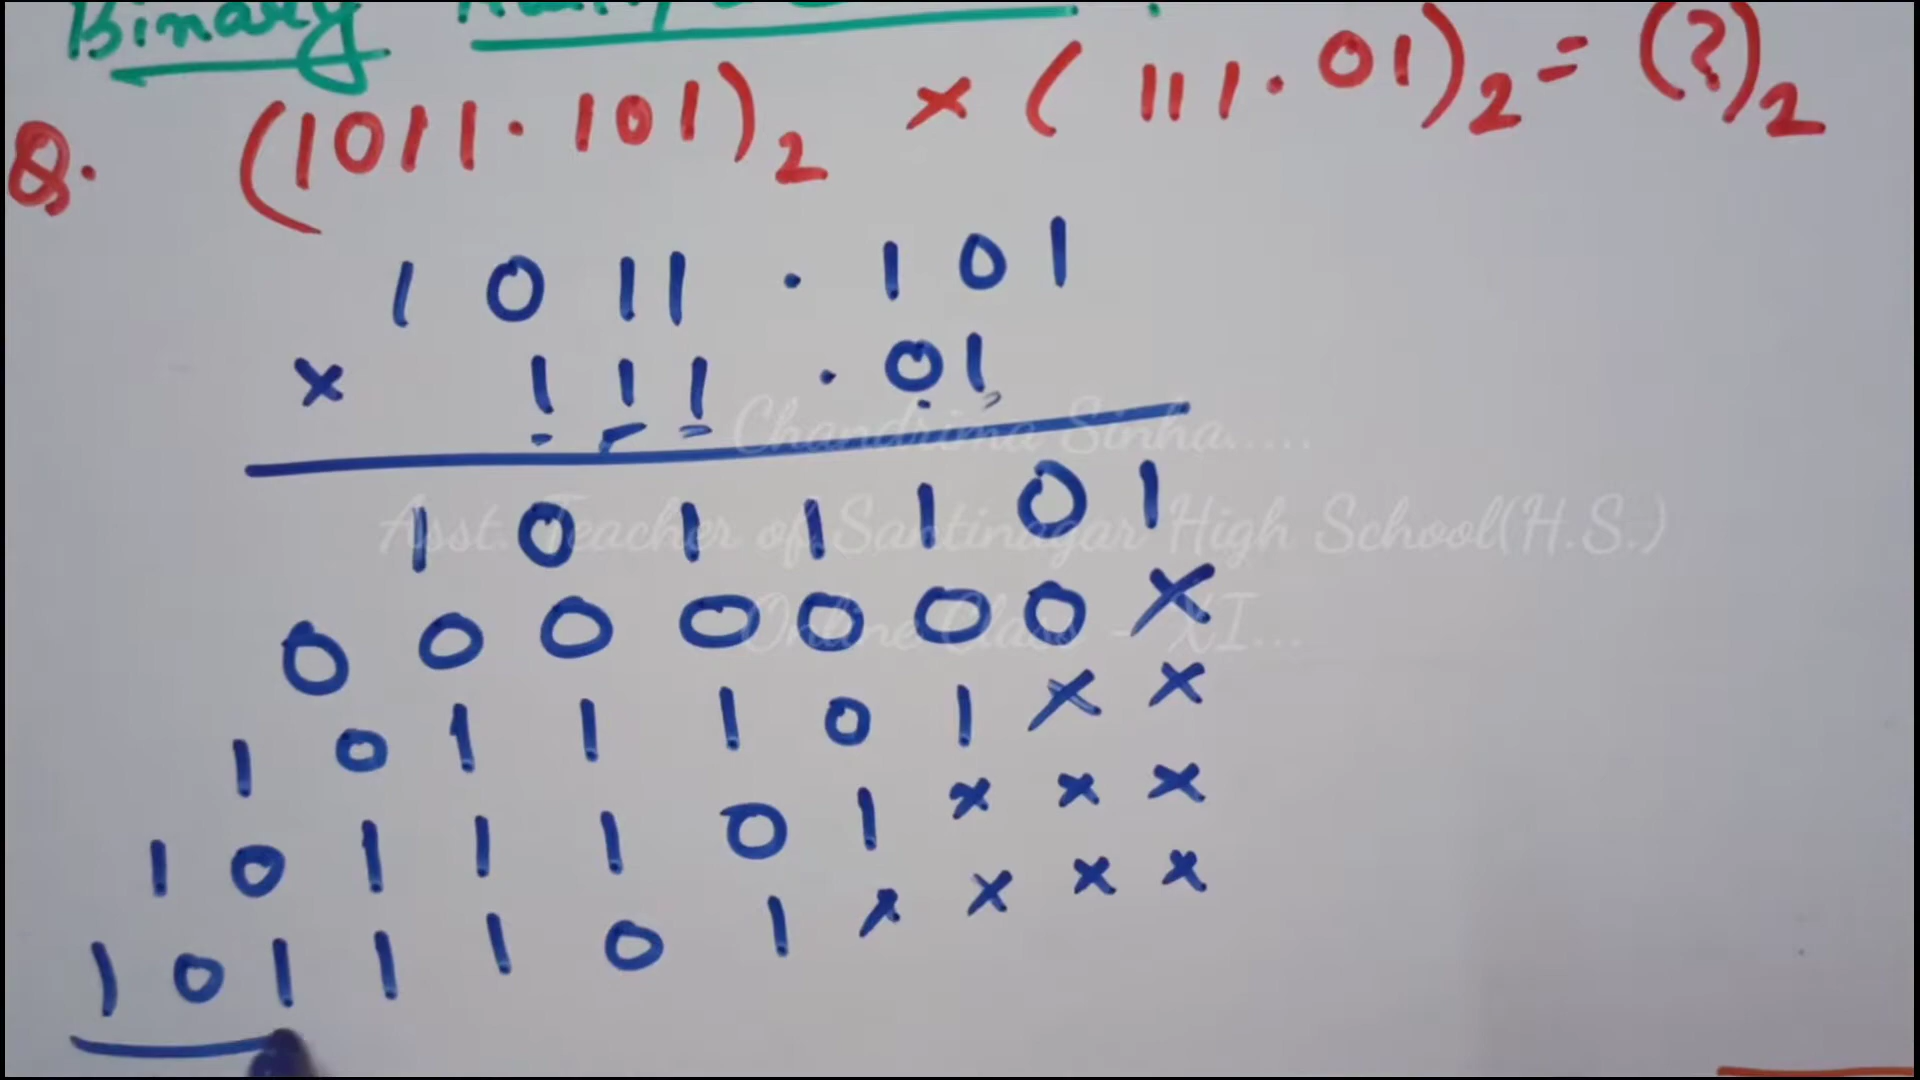 Binary
Q. (1011.101)₂ × (111.01)₂ = (?)₂
1011.101
× 111.01
Chandrima Sinha.....
1011101
Asst. Teacher of Santinagar High School(H.S.)
0000000×
Online Class - XI...
1011101××
1011101×××
1011101××××